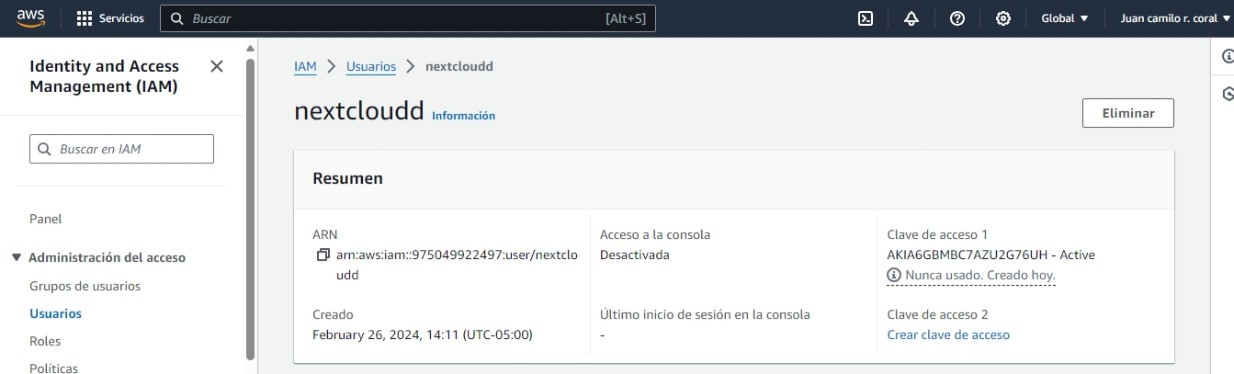 aws
Servicios
Buscar
[Alt+S]
Global
Juan camilo r. coral
Identity and Access
Management (IAM)
Buscar en IAM
Panel
Administración del acceso
Grupos de usuarios
Usuarios
Roles
Políticas
IAM > Usuarios > nextcloudd
nextcloudd Información
Eliminar
Resumen
ARN
arn:aws:iam::975049922497:user/nextclo
udd
Creado
February 26, 2024, 14:11 (UTC-05:00)
Acceso a la consola
Desactivada
Último inicio de sesión en la consola
-
Clave de acceso 1
AKIA6GBMBC7AZU2G76UH - Active
Nunca usado. Creado hoy.
Clave de acceso 2
Crear clave de acceso